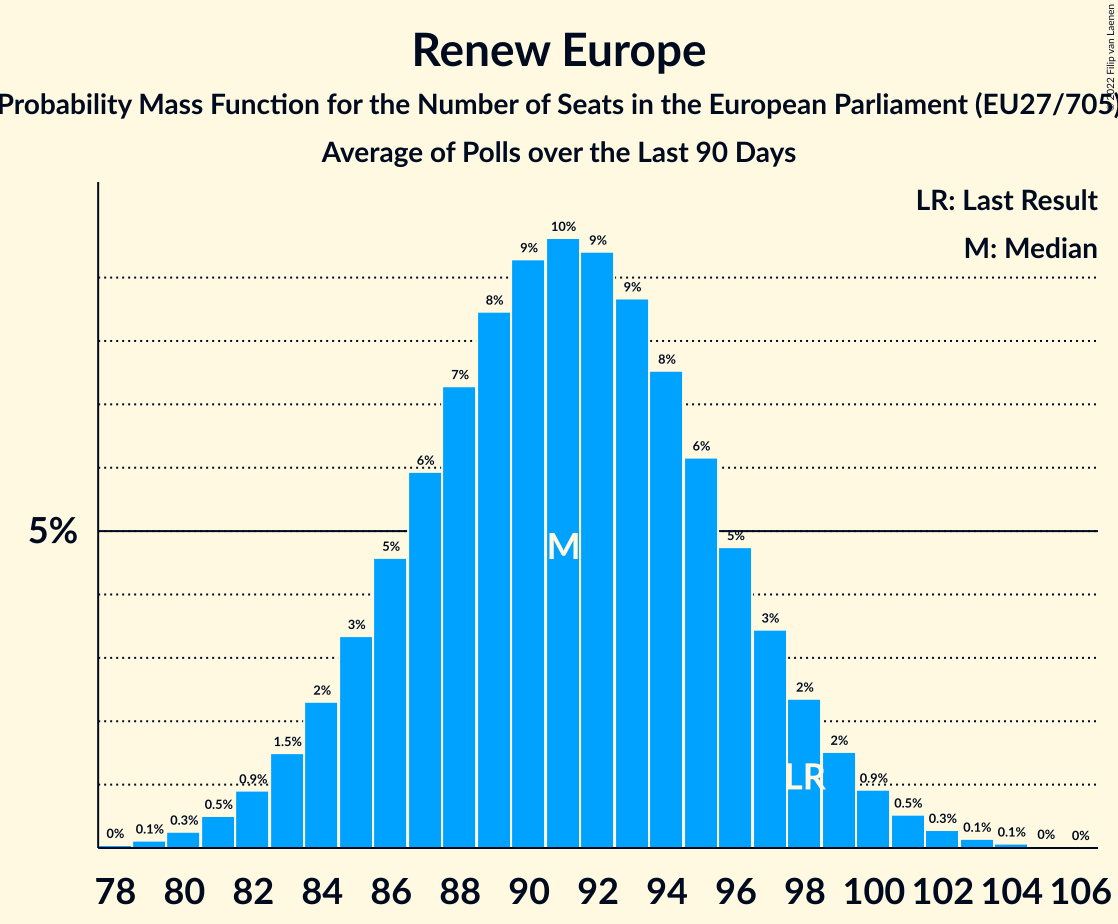 Renew Europe
Probability Mass Function for the Number of Seats in the European Parliament (EU27/705)
Average of Polls over the Last 90 Days
© 2022 Filip van Laenen
LR: Last Result
M: Median
5%
0% 0.1% 0.3% 0.5% 0.9% 1.5% 2% 3% 5% 6% 7% 8% 9% 10% 9% 9% 8% 6% 5% 3% 2% 2% 0.9% 0.5% 0.3% 0.1% 0.1% 0% 0%
M
LR
78 80 82 84 86 88 90 92 94 96 98 100 102 104 106